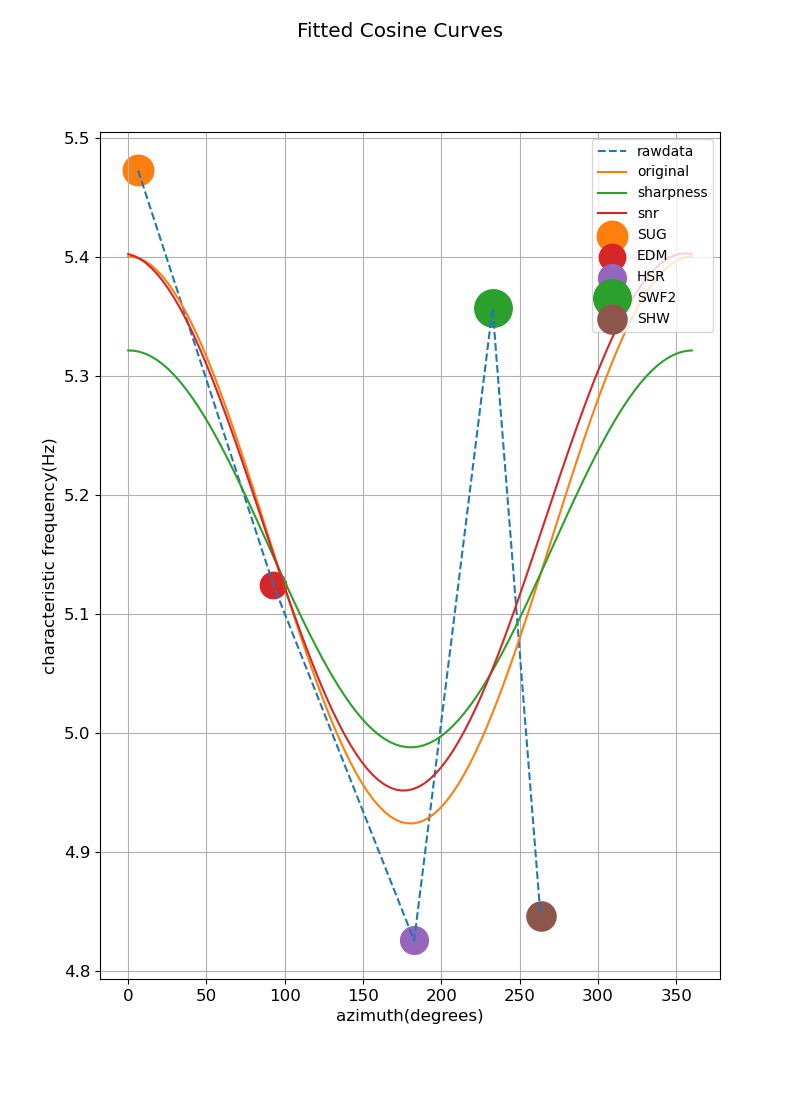 Fitted Cosine Curves
5.5
5.4
5.3
5.2
5.1
5.0
4.9
4.8
characteristic frequency(Hz)
rawdata
original
sharpness
snr
SUG
EDM
HSR
SWF2
SHW
0 50 100 150 200 250 300 350
azimuth(degrees)